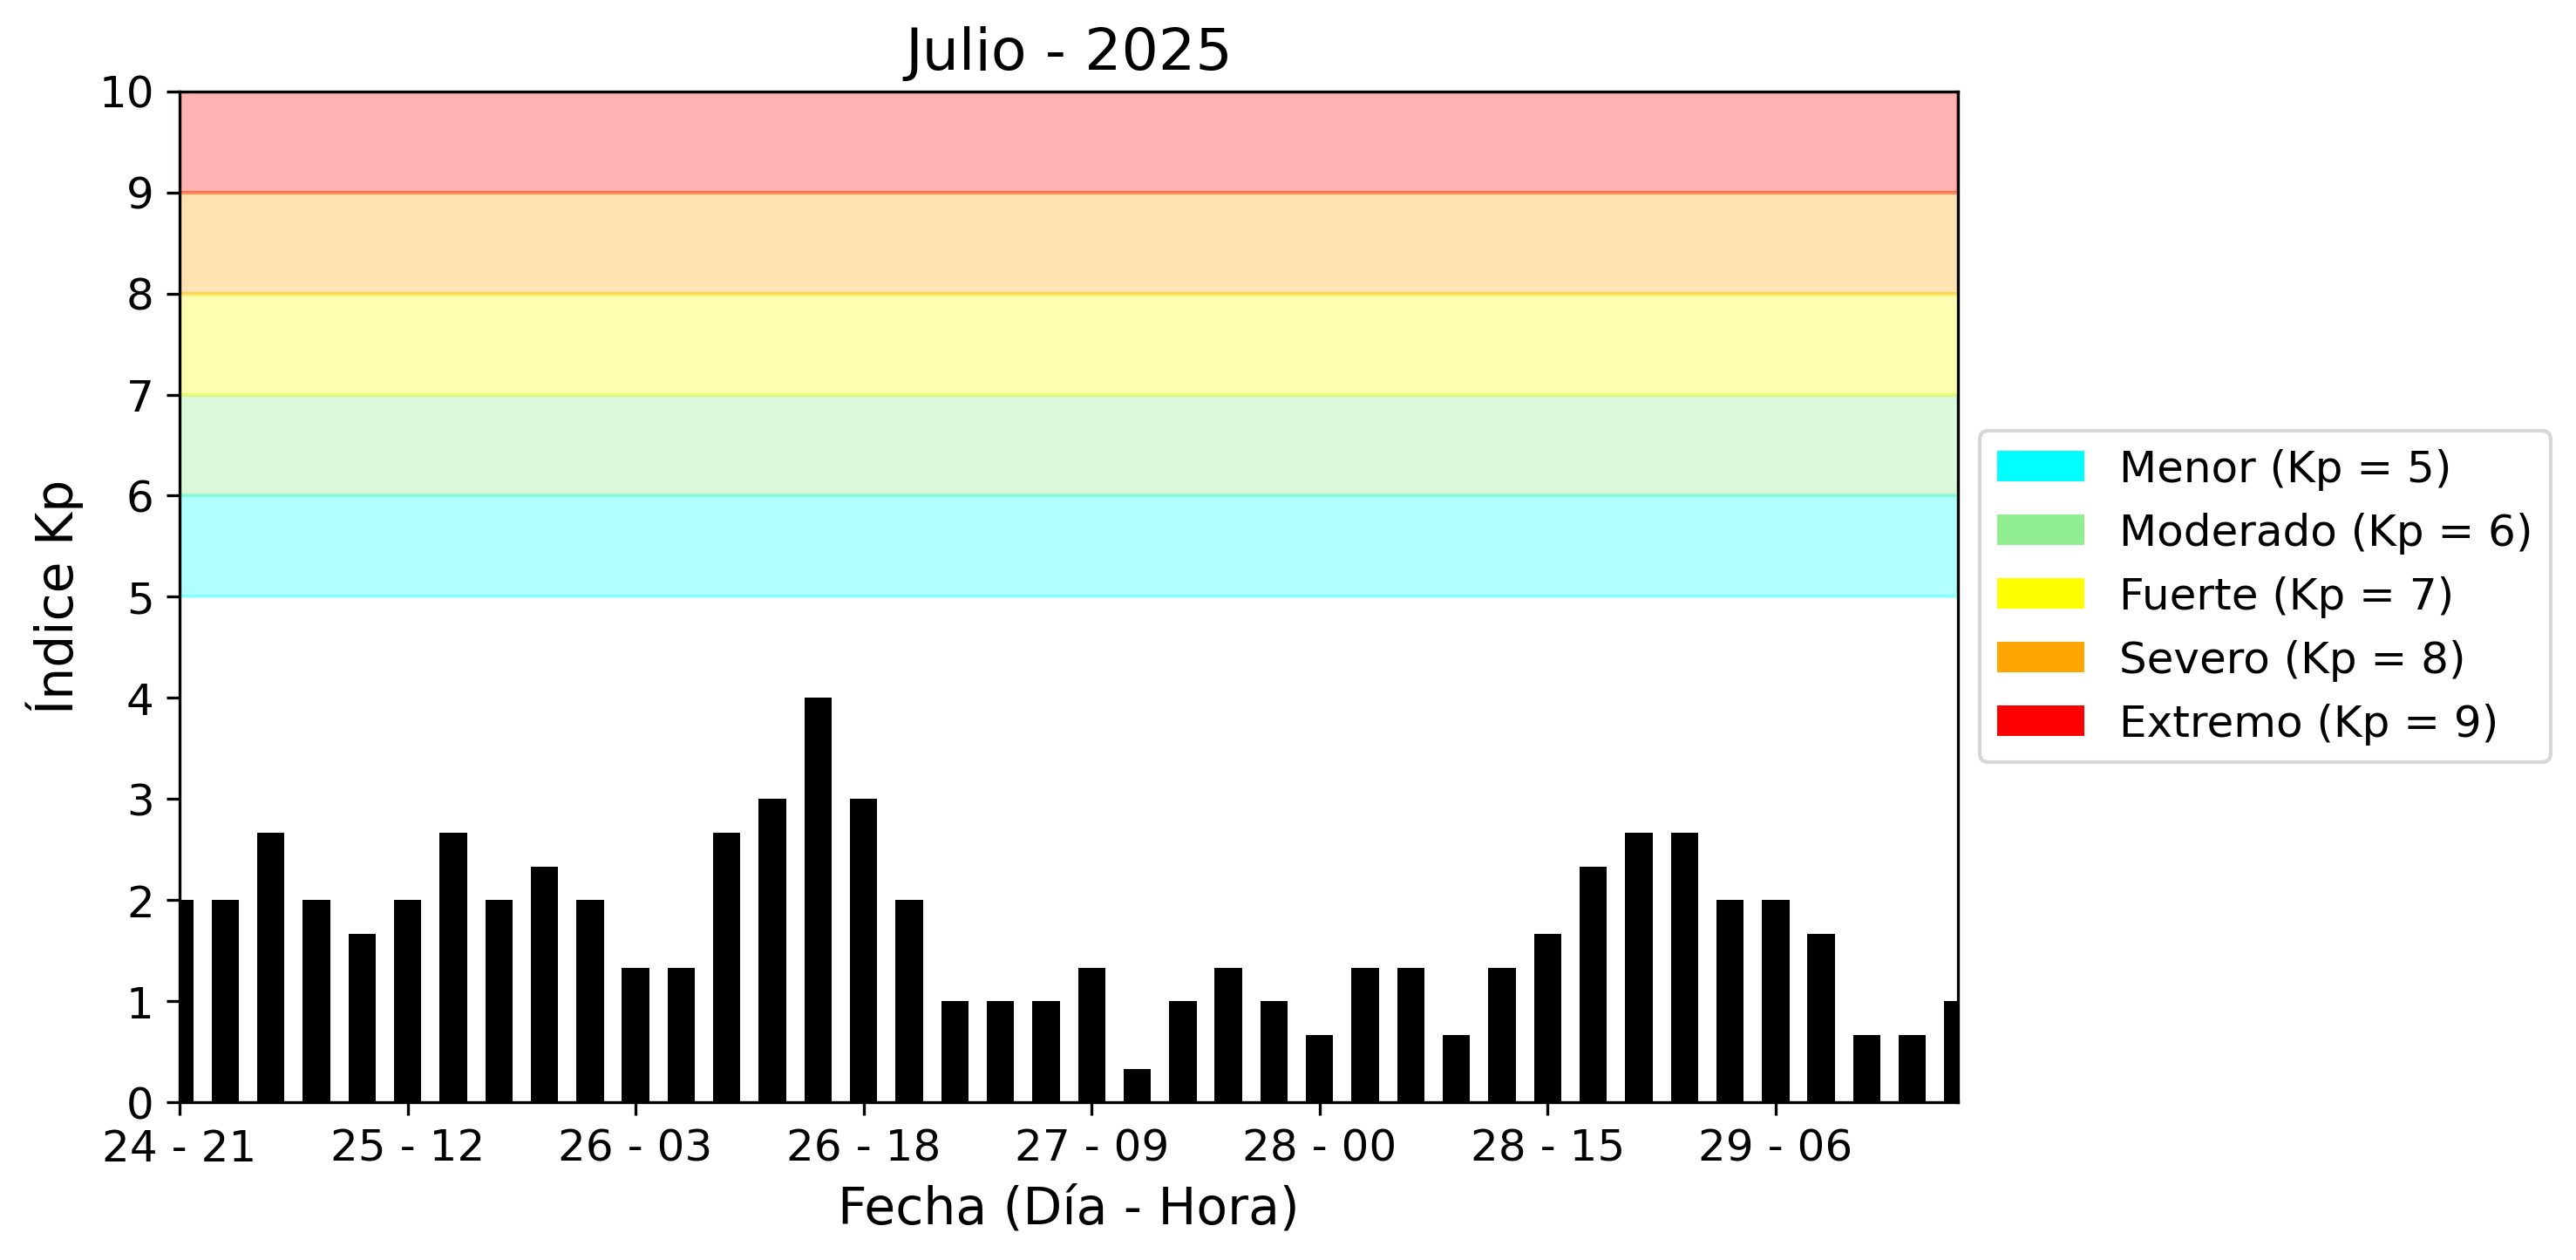 Julio - 2025
10
9
8
7
6
5
4
3
2
1
0
Índice Kp
24 - 21
25 - 12
26 - 03
26 - 18
27 - 09
28 - 00
28 - 15
29 - 06
Fecha (Día - Hora)
Menor (Kp = 5)
Moderado (Kp = 6)
Fuerte (Kp = 7)
Severo (Kp = 8)
Extremo (Kp = 9)